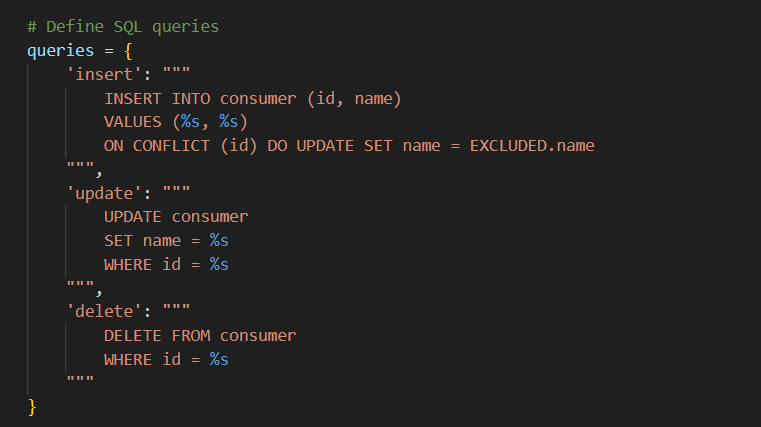 # Define SQL queries
queries = {
    'insert': """
        INSERT INTO consumer (id, name)
        VALUES (%s, %s)
        ON CONFLICT (id) DO UPDATE SET name = EXCLUDED.name
    """,
    'update': """
        UPDATE consumer
        SET name = %s
        WHERE id = %s
    """,
    'delete': """
        DELETE FROM consumer
        WHERE id = %s
    """
}